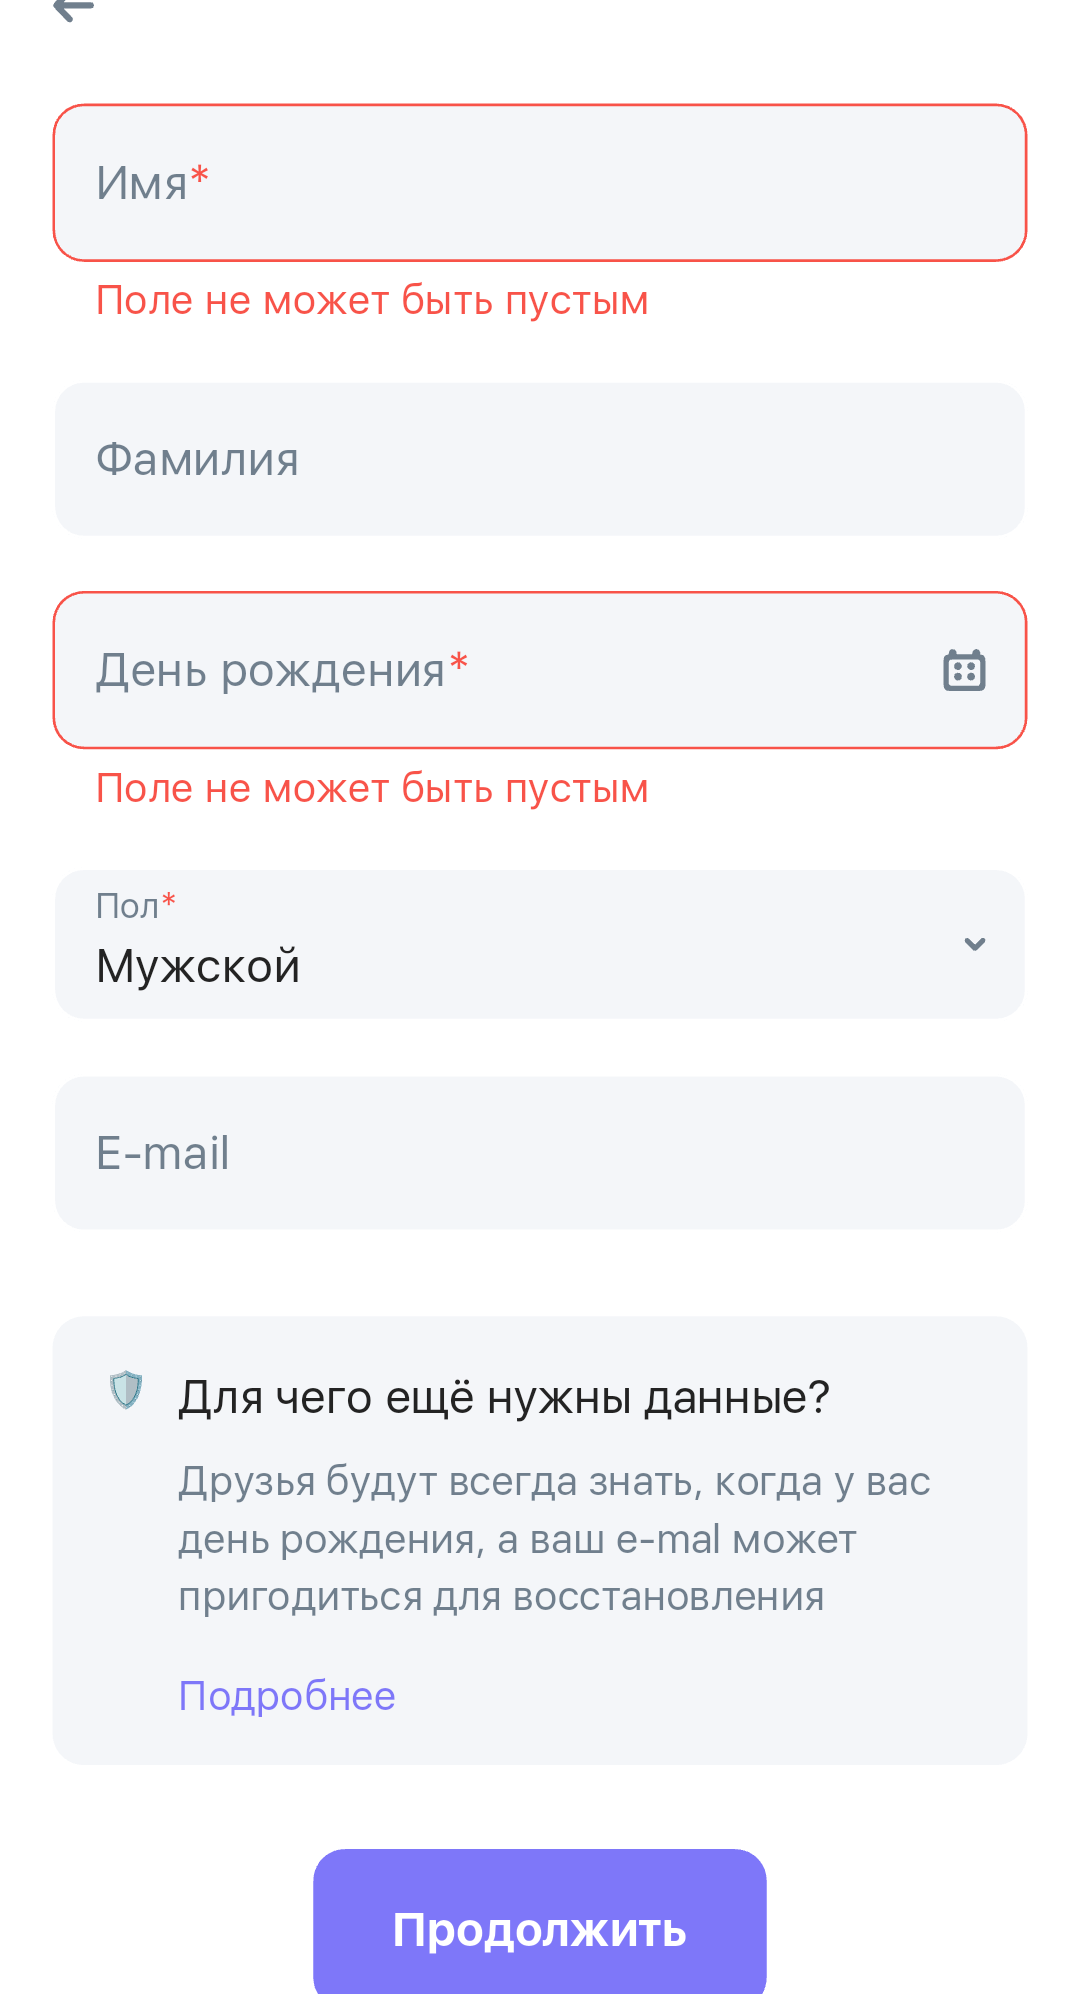 Имя*
Поле не может быть пустым
Фамилия
День рождения*
Поле не может быть пустым
Пол*
Мужской
E-mail
Для чего ещё нужны данные?
Друзья будут всегда знать, когда у вас
день рождения, а ваш e-mal может
пригодиться для восстановления
Подробнее
Продолжить